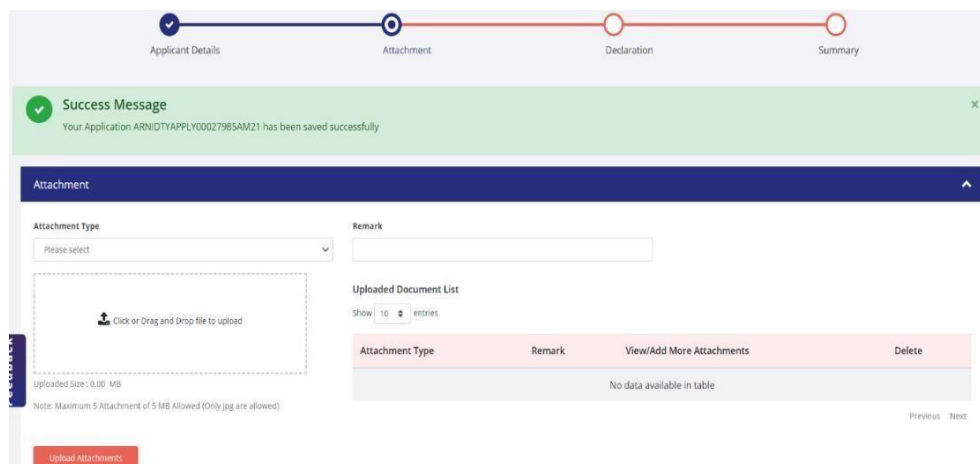 Applicant Details
Attachment
Declaration
Summary
Success Message
x
Your Application ARNIDTYAPPLY00027985AM21 has been saved successfully
Attachment
Attachment Type
Remark
Please select
Uploaded Document List
Show 10 entries
Click or Drag and Drop file to upload
Attachment Type Remark View/Add More Attachments Delete
Feedback
No data available in table
Uploaded Size : 0.00 MB
Note: Maximum 5 Attachment of 5 MB Allowed (Only jpg are allowed)
Previous Next
Upload Attachments